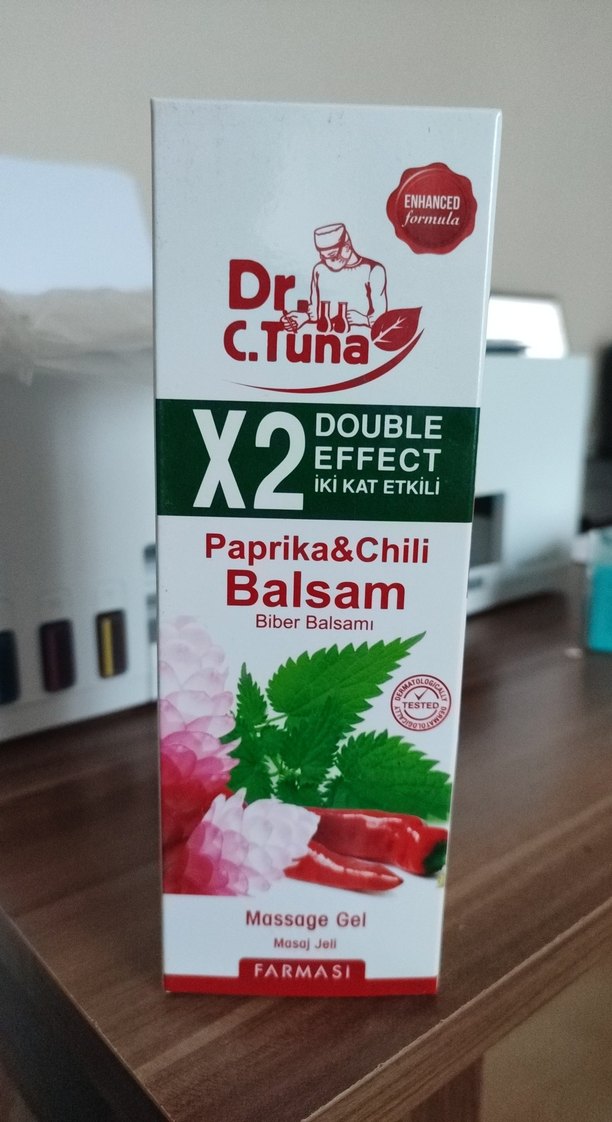 ENHANCED
formula
Dr.
C.Tuna
X2
DOUBLE
EFFECT
İKİ KAT ETKİLİ
Paprika&Chili
Balsam
Biber Balsamı
DERMATOLOGICALLY
TESTED
DERMATOLOGICALLY
Massage Gel
Masaj Jeli
FARMASi